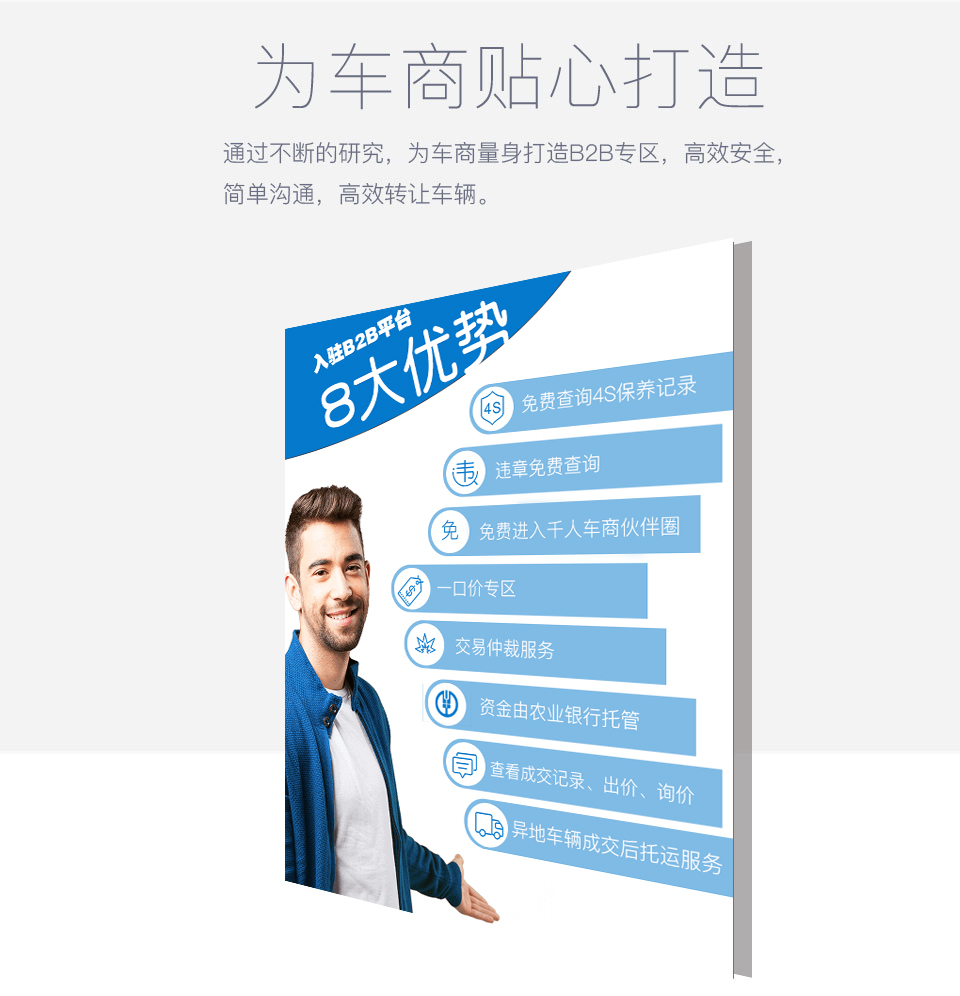 为车商贴心打造
通过不断的研究，为车商量身打造B2B专区，高效安全，
简单沟通，高效转让车辆。
入驻B2B平台
8大优势
4S 免费查询4S保养记录
违 违章免费查询
免 免费进入千人车商伙伴圈
一口价专区
交易仲裁服务
资金由农业银行托管
查看成交记录、出价、询价
异地车辆成交后托运服务